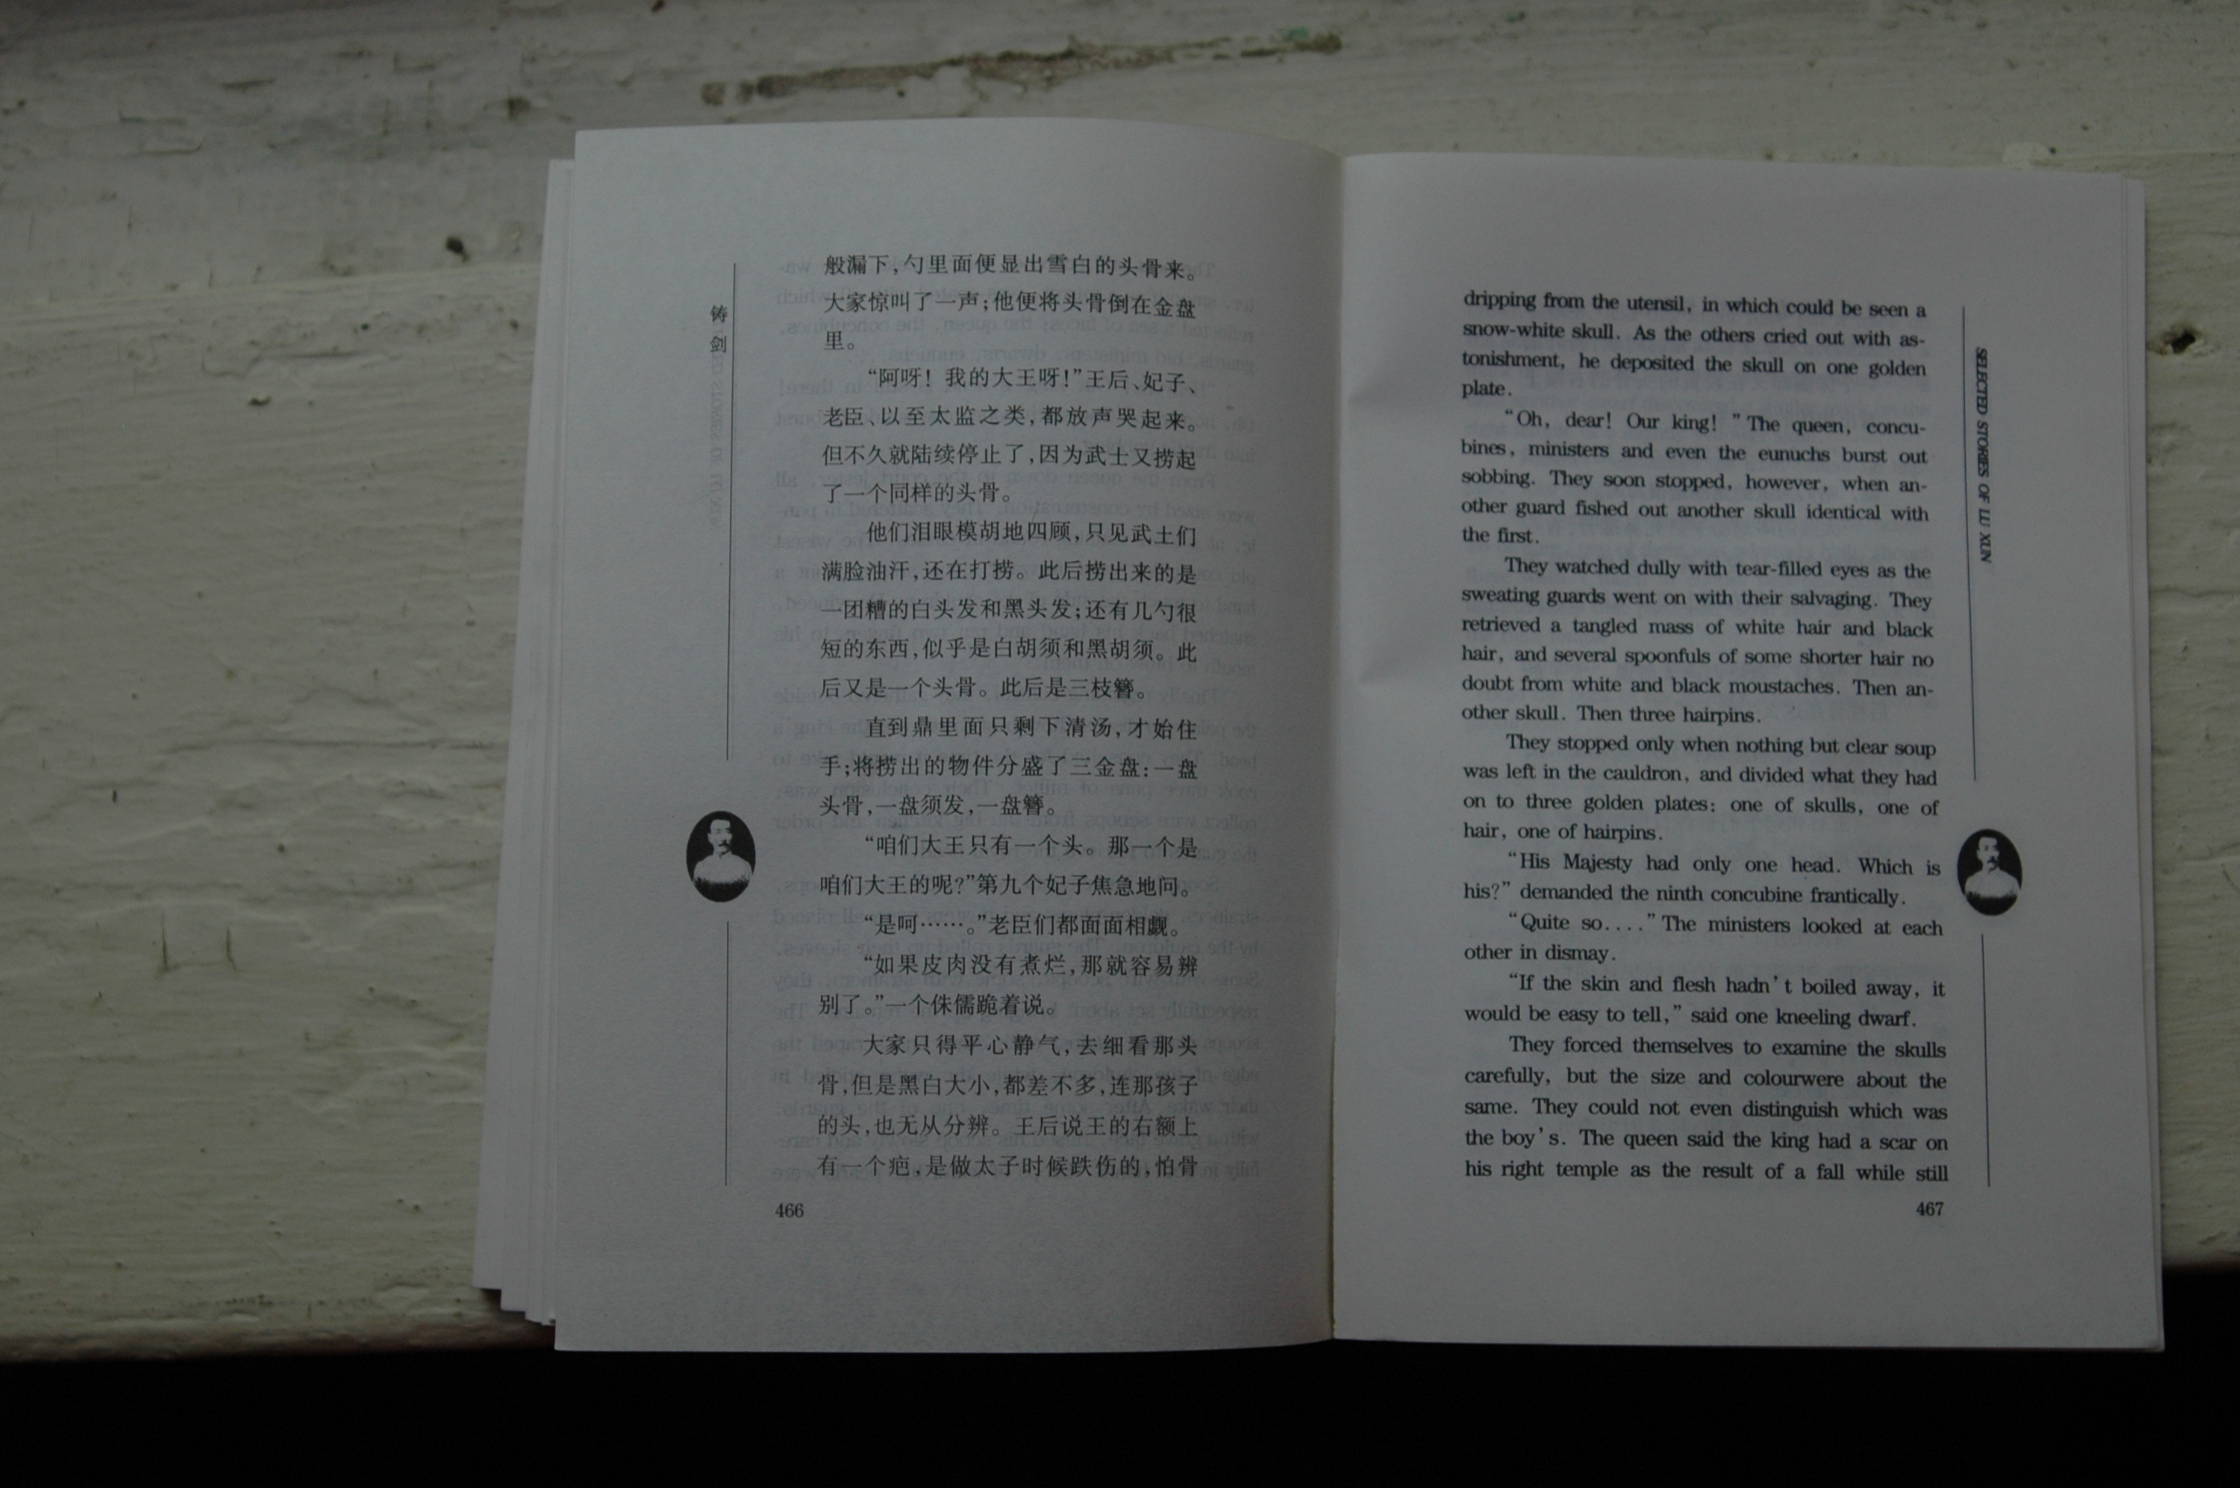 铸剑
般漏下,勺里面便显出雪白的头骨来。
大家惊叫了一声;他便将头骨倒在金盘
里。
“阿呀！我的大王呀！”王后、妃子、
老臣、以至太监之类,都放声哭起来。
但不久就陆续停止了,因为武士又捞起
了一个同样的头骨。
他们泪眼模胡地四顾,只见武士们
满脸油汗,还在打捞。此后捞出来的是
一团糟的白头发和黑头发;还有几勺很
短的东西,似乎是白胡须和黑胡须。此
后又是一个头骨。此后是三枝簪。
直到鼎里面只剩下清汤,才始住
手;将捞出的物件分盛了三金盘:一盘
头骨,一盘须发,一盘簪。
“咱们大王只有一个头。那一个是
咱们大王的呢?”第九个妃子焦急地问。
“是呵……。”老臣们都面面相觑。
“如果皮肉没有煮烂,那就容易辨
别了。”一个侏儒跪着说。
大家只得平心静气,去细看那头
骨,但是黑白大小,都差不多,连那孩子
的头,也无从分辨。王后说王的右额上
有一个疤,是做太子时候跌伤的,怕骨
466
dripping from the utensil, in which could be seen a
snow-white skull. As the others cried out with as-
tonishment, he deposited the skull on one golden
plate.
“Oh, dear! Our king! ” The queen, concu-
bines, ministers and even the eunuchs burst out
sobbing. They soon stopped, however, when an-
other guard fished out another skull identical with
the first.
They watched dully with tear-filled eyes as the
sweating guards went on with their salvaging. They
retrieved a tangled mass of white hair and black
hair, and several spoonfuls of some shorter hair no
doubt from white and black moustaches. Then an-
other skull. Then three hairpins.
They stopped only when nothing but clear soup
was left in the cauldron, and divided what they had
on to three golden plates: one of skulls, one of
hair, one of hairpins.
“His Majesty had only one head. Which is
his?” demanded the ninth concubine frantically.
“Quite so....” The ministers looked at each
other in dismay.
“If the skin and flesh hadn't boiled away, it
would be easy to tell,” said one kneeling dwarf.
They forced themselves to examine the skulls
carefully, but the size and colourwere about the
same. They could not even distinguish which was
the boy's. The queen said the king had a scar on
his right temple as the result of a fall while still
467
SELECTED STORIES OF LU XUN